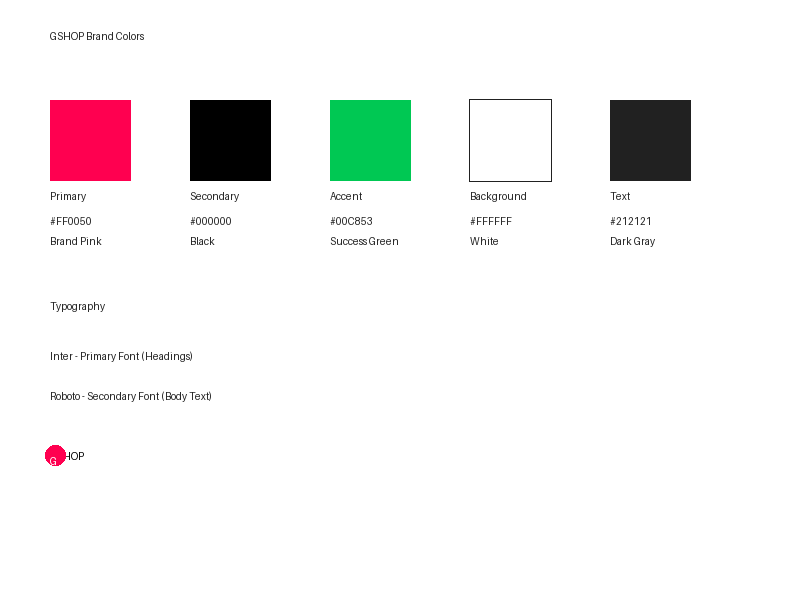 GSHOP Brand Colors
Primary
Secondary
Accent
Background
Text
#FF0050
#000000
#00C853
#FFFFFF
#212121
Brand Pink
Black
Success Green
White
Dark Gray
Typography
Inter - Primary Font (Headings)
Roboto - Secondary Font (Body Text)
G HOP